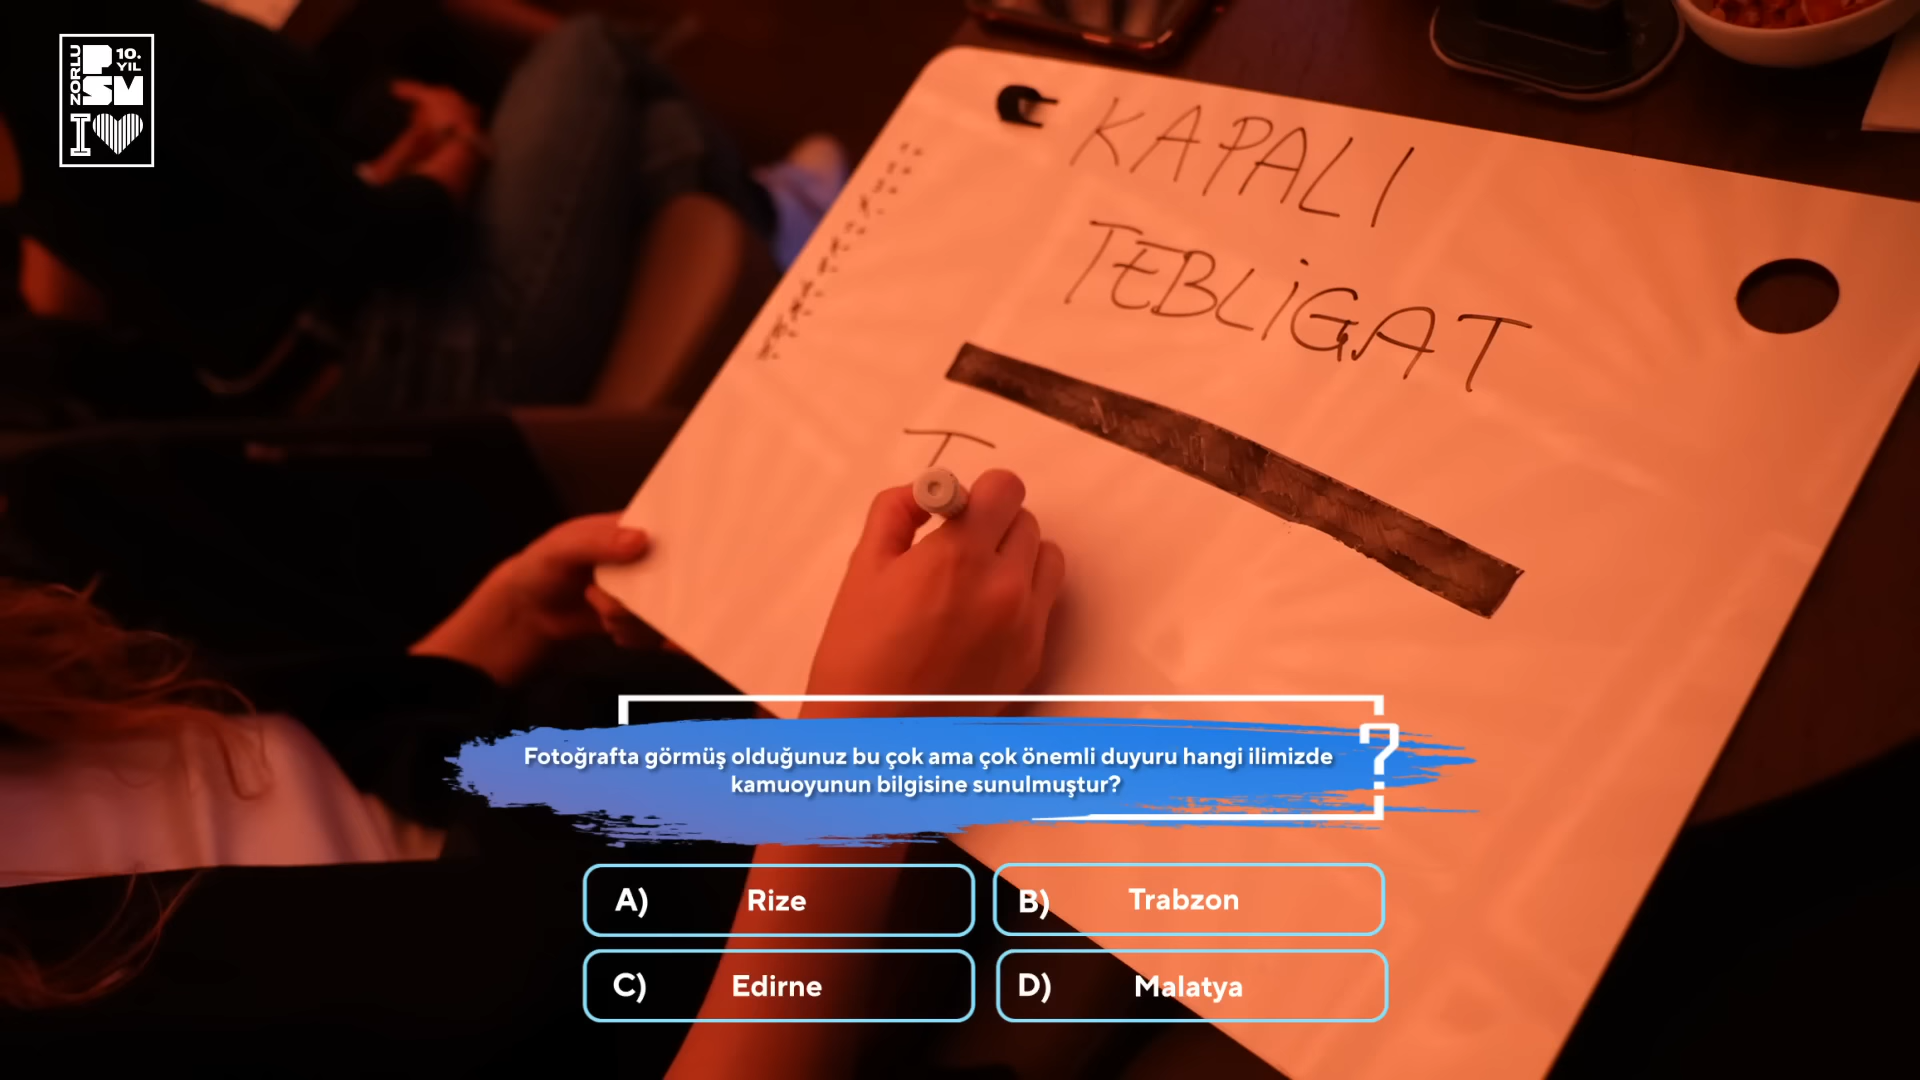 ZORLU
PSM
10.
YIL
I
KAPALI
TEBLİGAT
T
Fotoğrafta görmüş olduğunuz bu çok ama çok önemli duyuru hangi ilimizde
kamuoyunun bilgisine sunulmuştur?
?
A) Rize
B) Trabzon
C) Edirne
D) Malatya